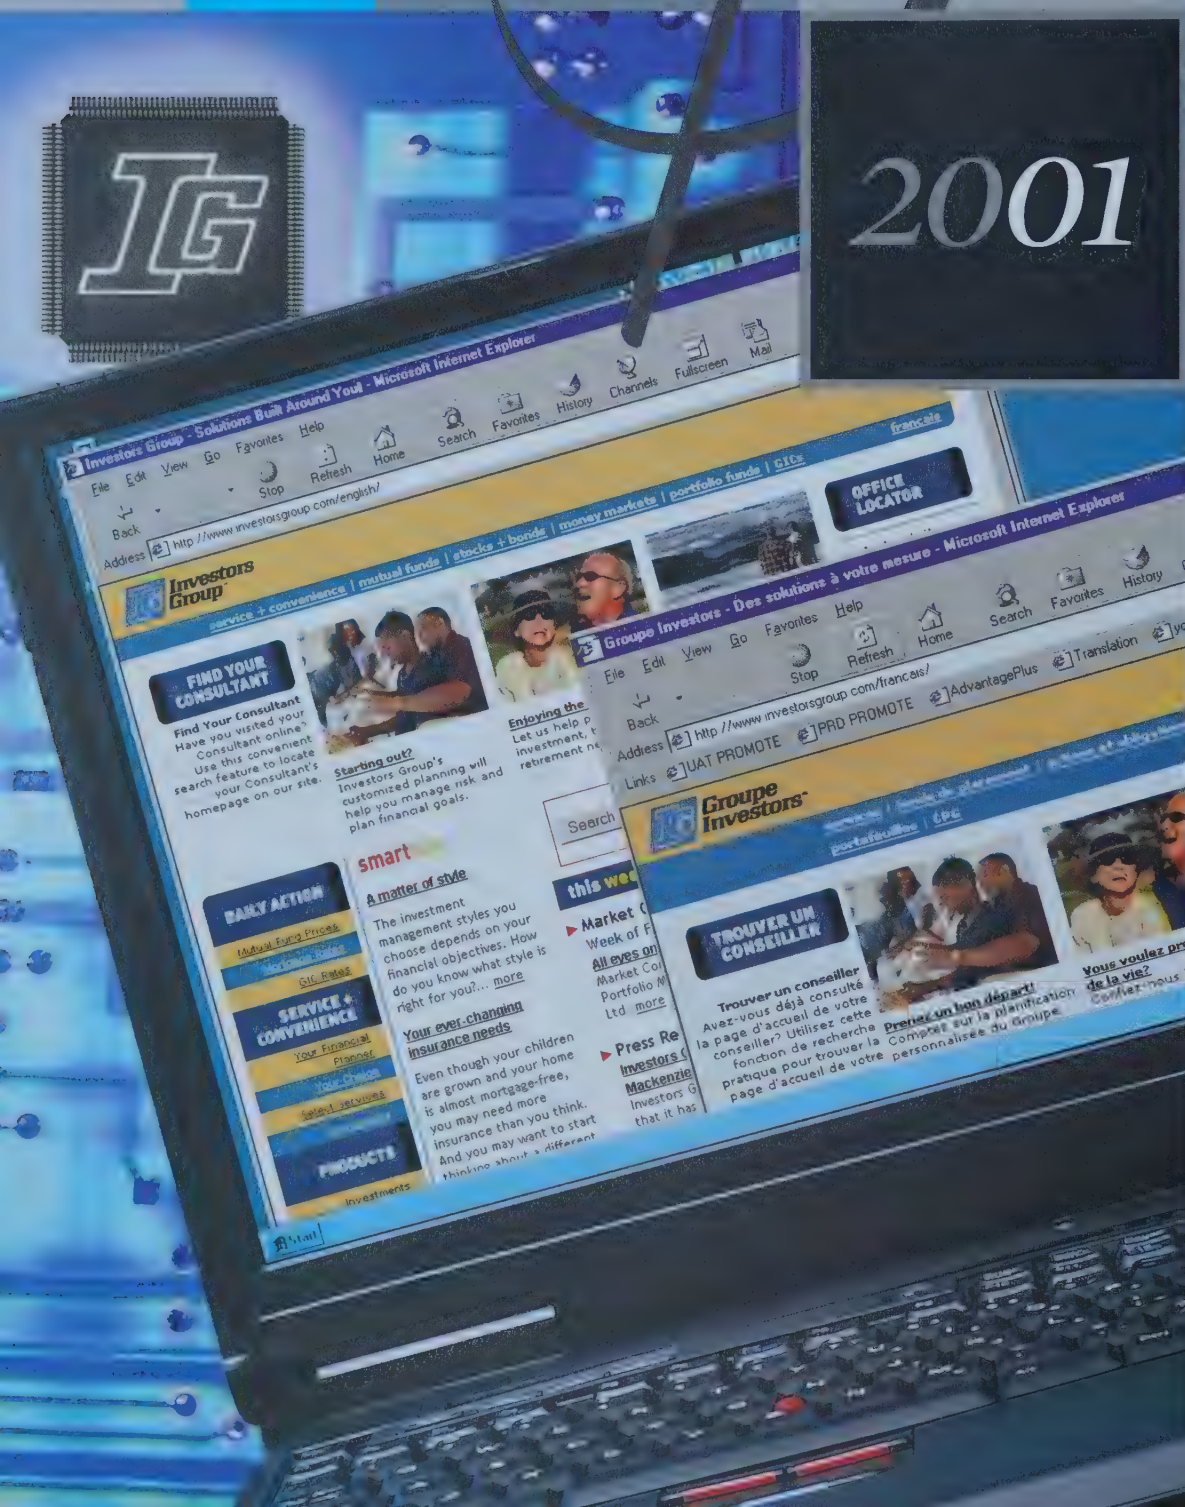 IG
2001
Investors Group - Solutions Built Around You! - Microsoft Internet Explorer
File Edit View Go Favorites Help
Back Stop Refresh Home Search Favorites History Channels Fullscreen Mail
Address http://www.investorsgroup.com/english/
francais
Investors
Group™
service + convenience | mutual funds | stocks + bonds | money markets | portfolio funds | GICs
OFFICE
LOCATOR
FIND YOUR
CONSULTANT
Find Your Consultant
Have you visited your
Consultant online?
Use this convenient
search feature to locate
your Consultant's
homepage on our site.
Starting out?
Investors Group's
customized planning will
help you manage risk and
plan financial goals.
Enjoying the
Let us help
investment,
retirement
Search
smart
A matter of style
The investment
management styles you
choose depends on your
financial objectives. How
do you know what style is
right for you?... more
Your ever-changing
insurance needs
Even though your children
are grown and your home
is almost mortgage-free,
you may need more
insurance than you think.
And you may want to start
thinking about a different
this
Market
Week of
All eyes on
Market
Portfolio
Ltd more
Press Re
Investors
Mackenzie
Investors G
that it has
DAILY ACTION
Mutual Fund Prices
Mortgage Rates
GIC Rates
SERVICE +
CONVENIENCE
Your Financial
Planner
Your Choice
Select Services
PRODUCTS
Investments
Start
Groupe Investors - Des solutions à votre mesure - Microsoft Internet Explorer
File Edit View Go Favorites Help
Back Stop Refresh Home Search Favorites History
Address http://www.investorsgroup.com/francais/
Links UAT PROMOTE PRD PROMOTE AdvantagePlus Translation
Groupe
Investors™
portefeuilles | CPG
TROUVER UN
CONSEILLER
Trouver un conseiller
Avez-vous déjà consulté
la page d'accueil de votre
conseiller? Utilisez cette
fonction de recherche
pratique pour trouver la
page d'accueil de votre
Prenez un bon départ!
Comptez sur la planification
personnalisée du Groupe.
Vous voulez
de la vie?
Confiez-nous